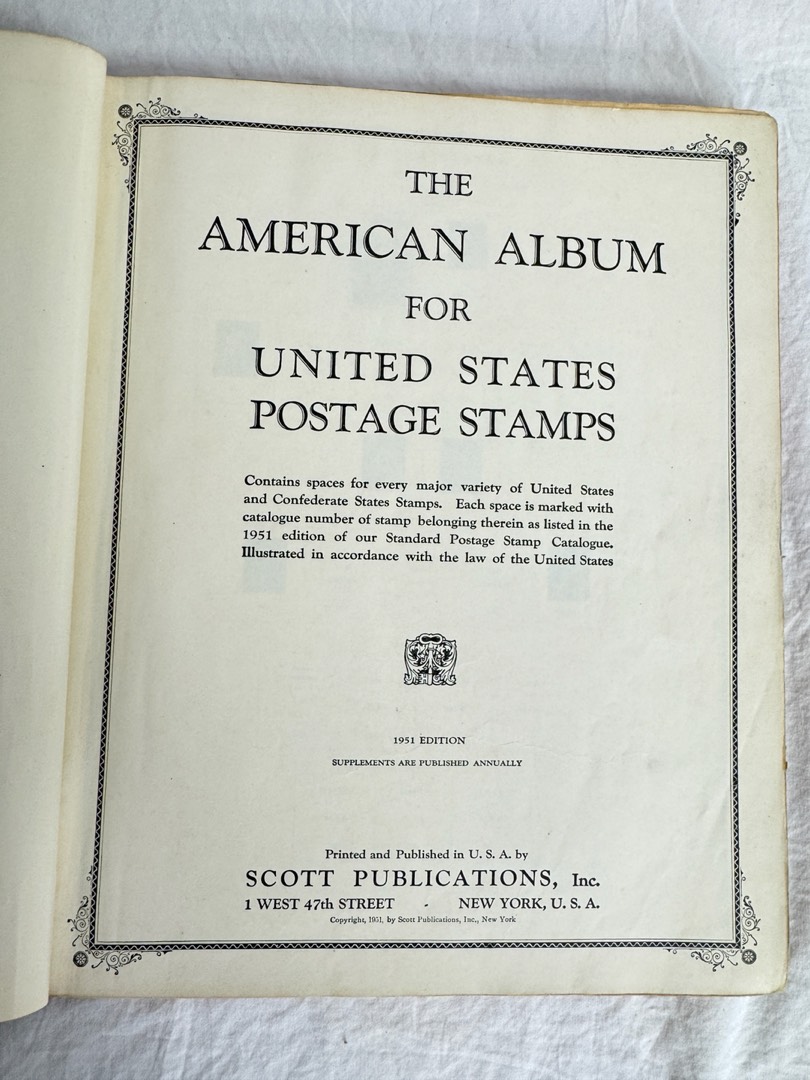 THE
AMERICAN ALBUM
FOR
UNITED STATES
POSTAGE STAMPS
Contains spaces for every major variety of United States
and Confederate States Stamps. Each space is marked with
catalogue number of stamp belonging therein as listed in the
1951 edition of our Standard Postage Stamp Catalogue.
Illustrated in accordance with the law of the United States
1951 EDITION
SUPPLEMENTS ARE PUBLISHED ANNUALLY
Printed and Published in U. S. A. by
SCOTT PUBLICATIONS, Inc.
1 WEST 47th STREET - NEW YORK, U. S. A.
Copyright, 1951, by Scott Publications, Inc., New York